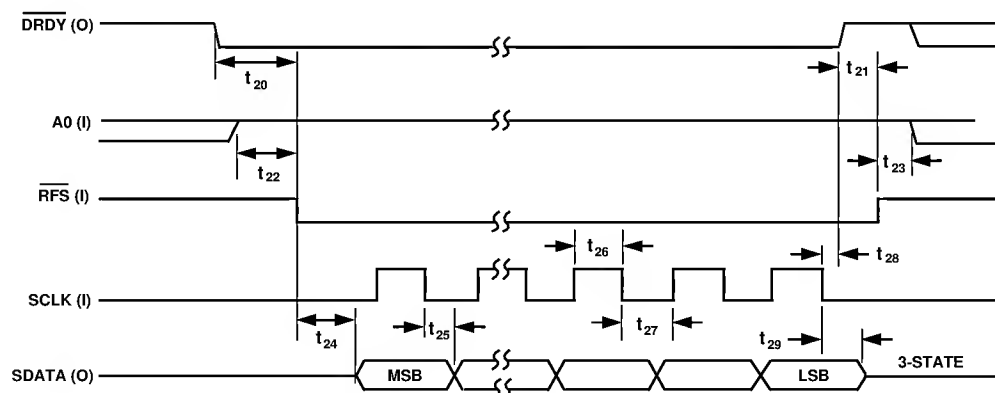 DRDY (O)
t20
t21
A0 (I)
t22
t23
RFS (I)
t26
t28
SCLK (I)
t24
t25
t27
t29
SDATA (O)
MSB
LSB
3-STATE